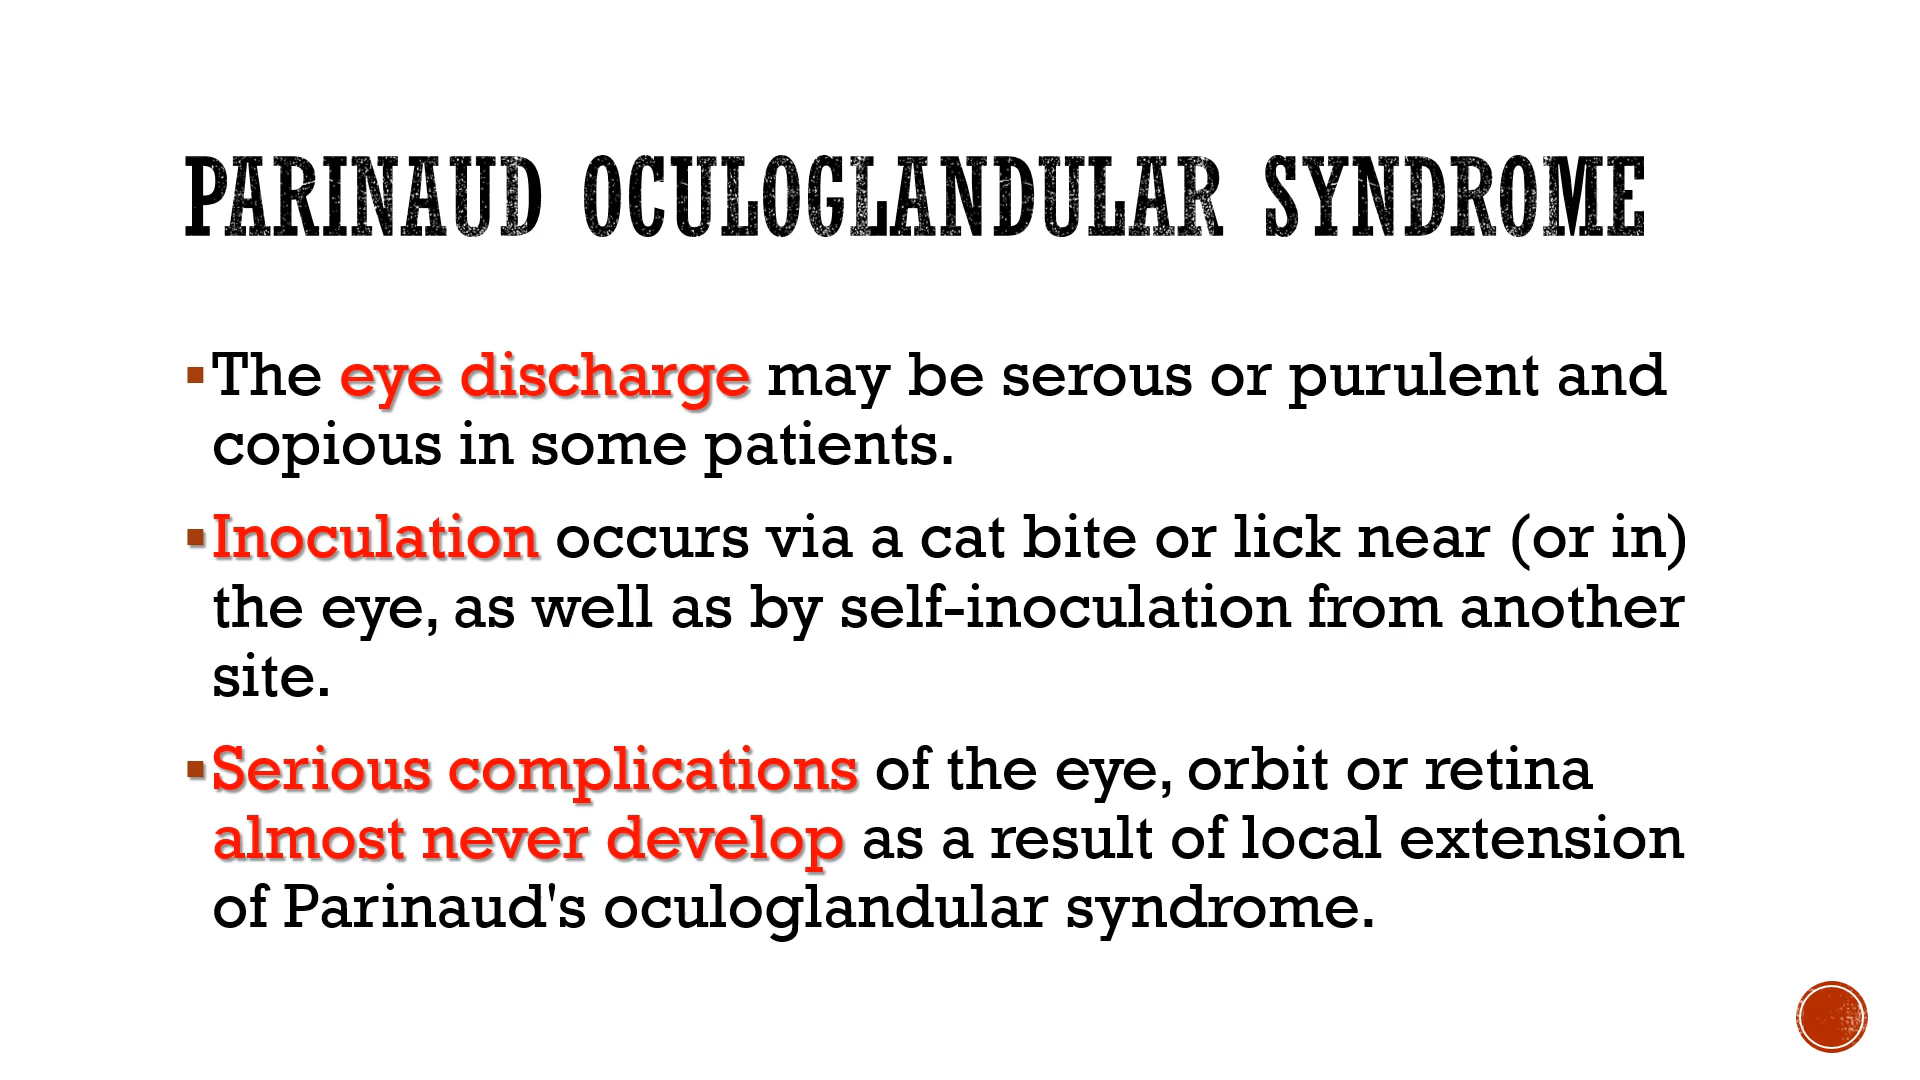 PARINAUD OCULOGLANDULAR SYNDROME
▪The eye discharge may be serous or purulent and
copious in some patients.
▪Inoculation occurs via a cat bite or lick near (or in)
the eye, as well as by self-inoculation from another
site.
▪Serious complications of the eye, orbit or retina
almost never develop as a result of local extension
of Parinaud's oculoglandular syndrome.